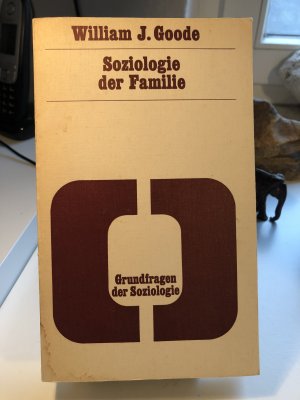 William J. Goode
Soziologie
der Familie
Grundfragen
der Soziologie